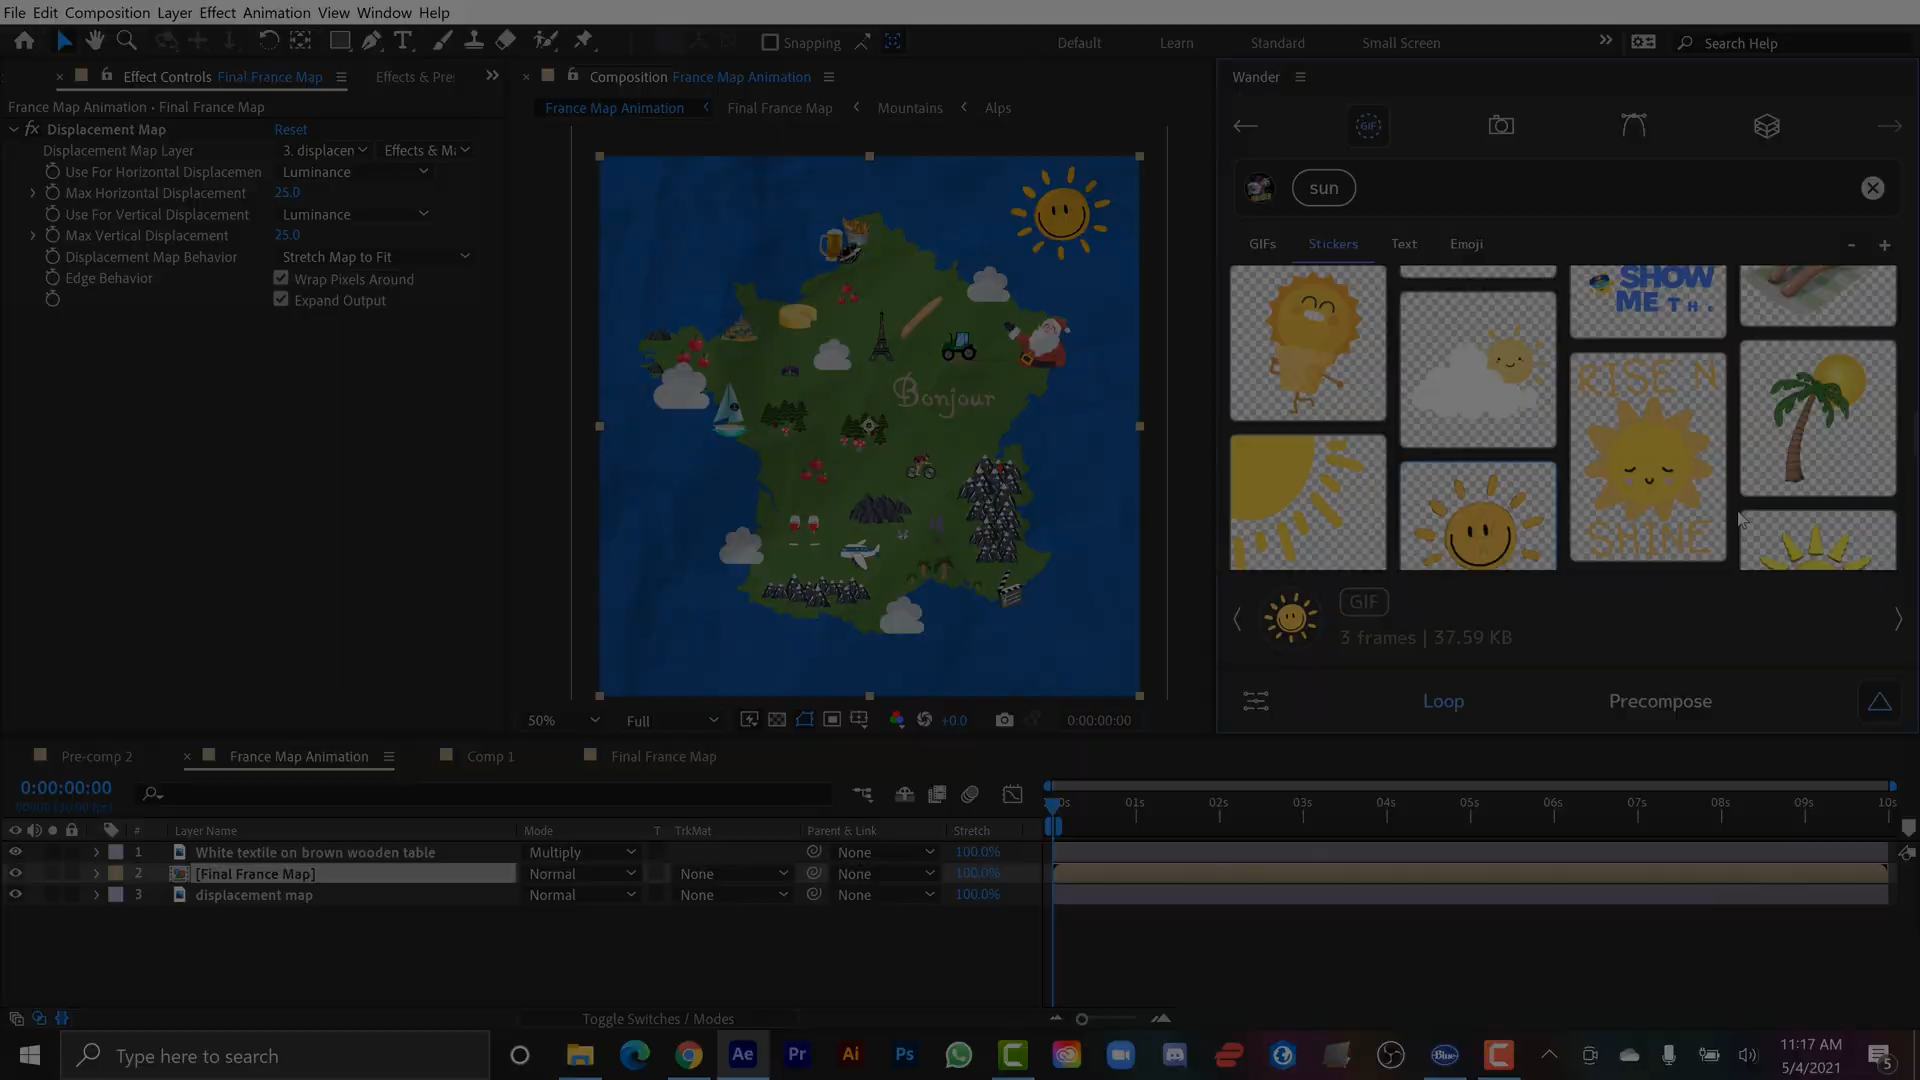 File Edit Composition Layer Effect Animation View Window Help
Snapping
Default Learn Standard Small Screen
Search Help
Effect Controls Final France Map
Effects & Pre
Composition France Map Animation
Wander
France Map Animation • Final France Map
France Map Animation Final France Map Mountains Alps
fx Displacement Map Reset
Displacement Map Layer 3. displacen Effects & Ma
Use For Horizontal Displacemen Luminance
Max Horizontal Displacement 25.0
Use For Vertical Displacement Luminance
Max Vertical Displacement 25.0
Displacement Map Behavior Stretch Map to Fit
Edge Behavior Wrap Pixels Around
Expand Output
Bonjour
GIF
sun
GIFs Stickers Text Emoji
- +
SHOW
ME TH.
RISE N
SHINE
GIF
3 frames | 37.59 KB
Loop Precompose
50% Full +0.0 0:00:00:00
Pre-comp 2 France Map Animation Comp 1 Final France Map
0:00:00:00
01s 02s 03s 04s 05s 06s 07s 08s 09s 10s
# Layer Name Mode T TrkMat Parent & Link Stretch
1 White textile on brown wooden table Multiply None 100.0%
2 [Final France Map] Normal None None 100.0%
3 displacement map Normal None None 100.0%
Toggle Switches / Modes
Type here to search
Ae Pr Ai Ps
Blue
11:17 AM
5/4/2021
5